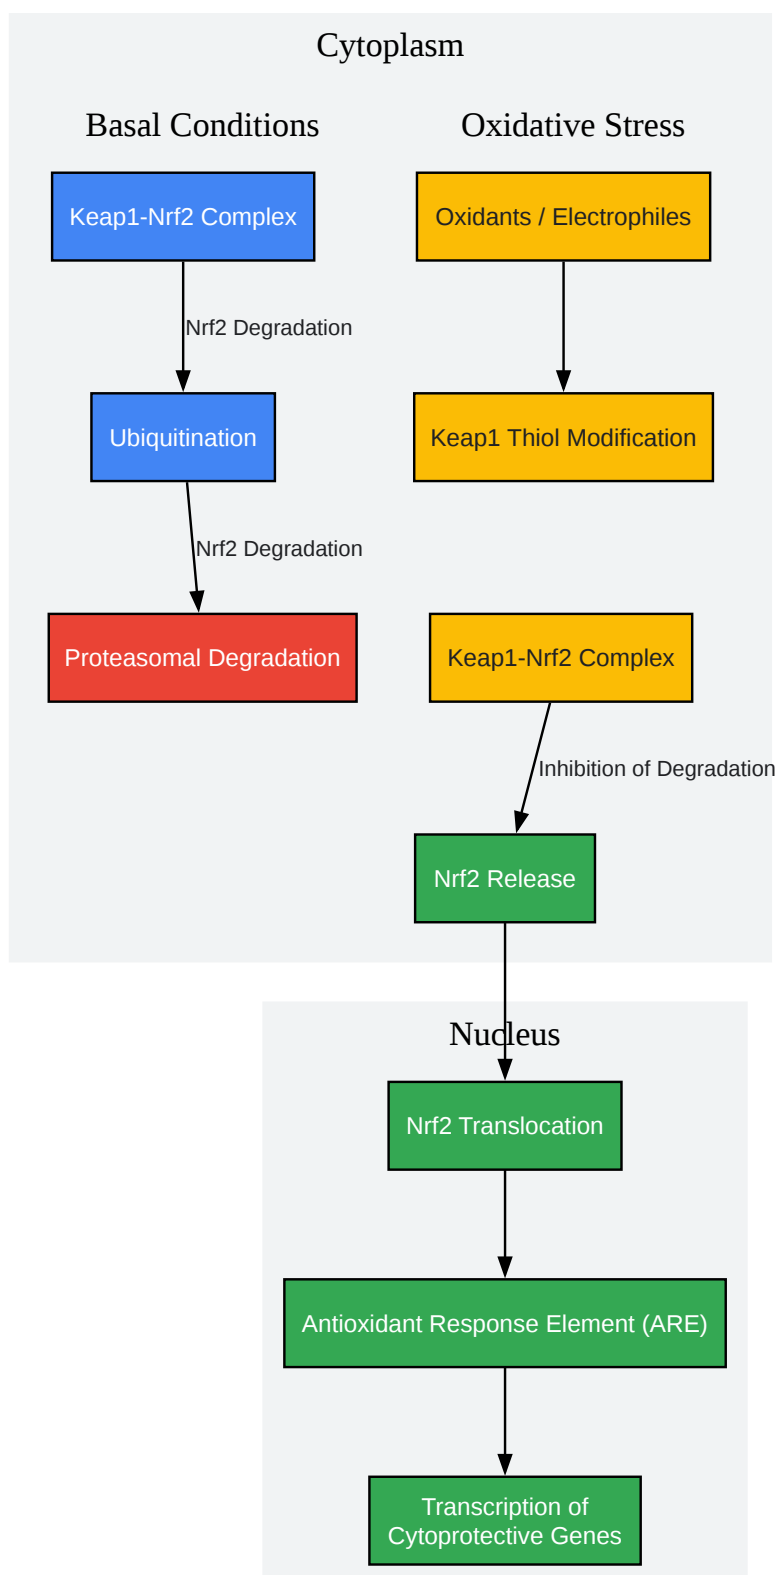 Cytoplasm
Basal Conditions
Oxidative Stress
Keap1-Nrf2 Complex
Oxidants / Electrophiles
Nrf2 Degradation
Ubiquitination
Keap1 Thiol Modification
Nrf2 Degradation
Proteasomal Degradation
Keap1-Nrf2 Complex
Inhibition of Degradation
Nrf2 Release
Nucleus
Nrf2 Translocation
Antioxidant Response Element (ARE)
Transcription of
Cytoprotective Genes